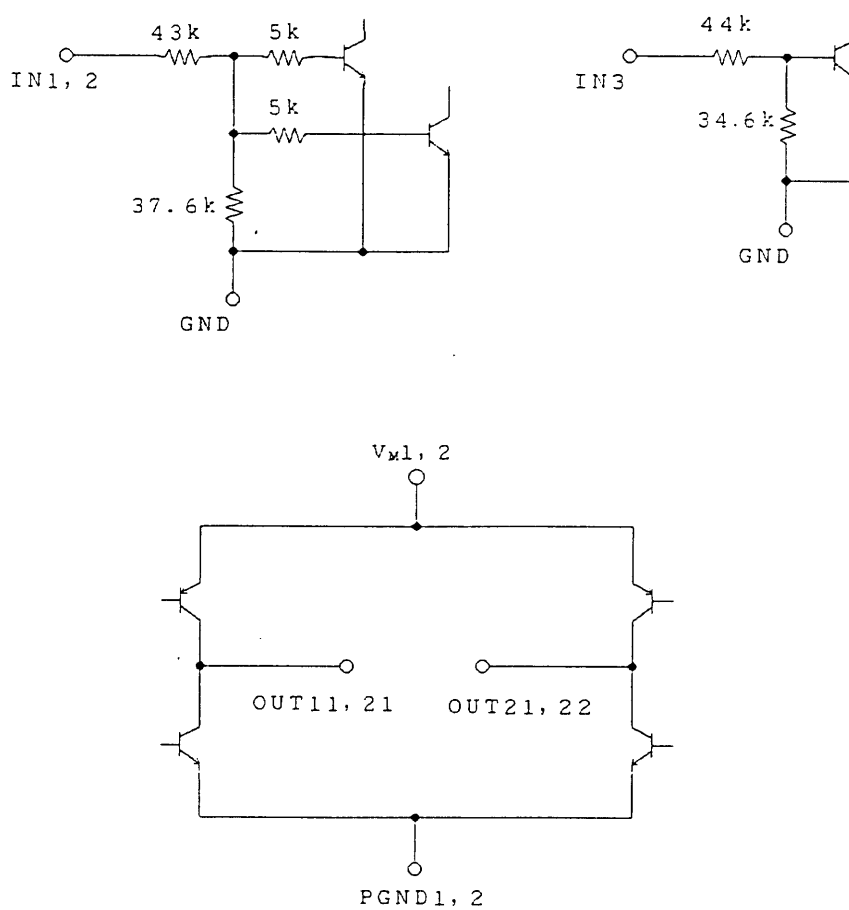 43k
5k
IN1, 2
5k
37.6k
GND
44k
IN3
34.6k
GND
VM1, 2
OUT11, 21
OUT21, 22
PGND1, 2